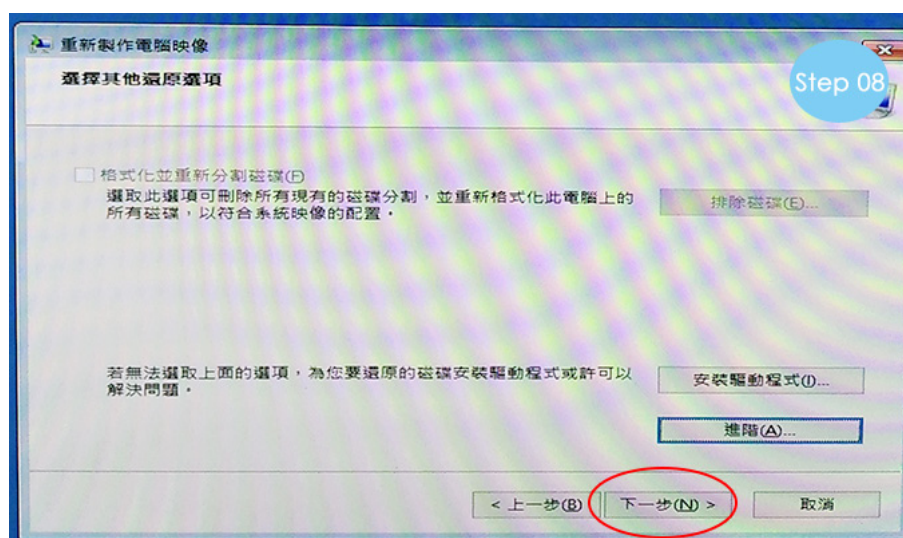 重新製作電腦映像
選擇其他還原選項
Step 08
格式化並重新分割磁碟(F)
選取此選項可刪除所有現有的磁碟分割，並重新格式化此電腦上的
所有磁碟，以符合系統映像的配置。
排除磁碟(E)...
若無法選取上面的選項，為您要還原的磁碟安裝驅動程式或許可以
解決問題。
安裝驅動程式(I)...
進階(A)...
< 上一步(B)
下一步(N) >
取消